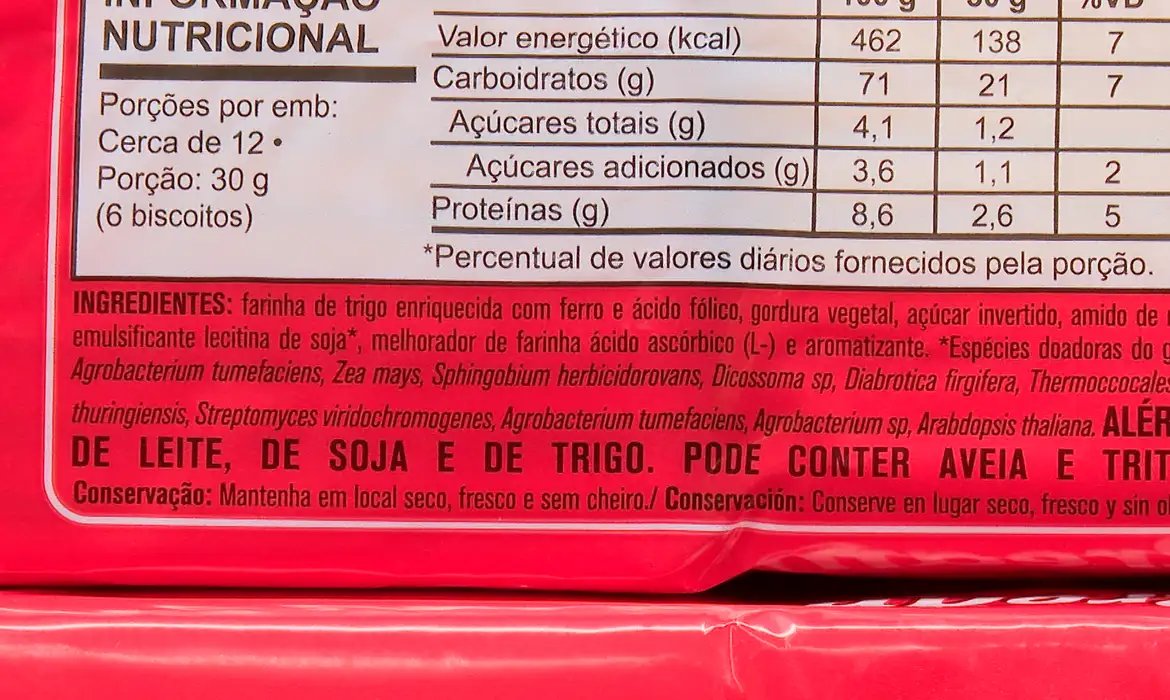 INFORMAÇÃO
NUTRICIONAL
Porções por emb:
Cerca de 12 •
Porção: 30 g
(6 biscoitos)
100 g 30 g %VD
Valor energético (kcal) 462 138 7
Carboidratos (g) 71 21 7
Açúcares totais (g) 4,1 1,2
Açúcares adicionados (g) 3,6 1,1 2
Proteínas (g) 8,6 2,6 5
*Percentual de valores diários fornecidos pela porção.
INGREDIENTES: farinha de trigo enriquecida com ferro e ácido fólico, gordura vegetal, açúcar invertido, amido de
emulsificante lecitina de soja*, melhorador de farinha ácido ascórbico (L-) e aromatizante. *Espécies doadoras do g
Agrobacterium tumefaciens, Zea mays, Sphingobium herbicidorovans, Dicossoma sp, Diabrotica firgifera, Thermoccocales
thuringiensis, Streptomyces viridochromogenes, Agrobacterium tumefaciens, Agrobacterium sp, Arabdopsis thaliana. ALÉR
DE LEITE, DE SOJA E DE TRIGO. PODE CONTER AVEIA E TRIT
Conservação: Mantenha em local seco, fresco e sem cheiro./ Conservación: Conserve en lugar seco, fresco y sin o